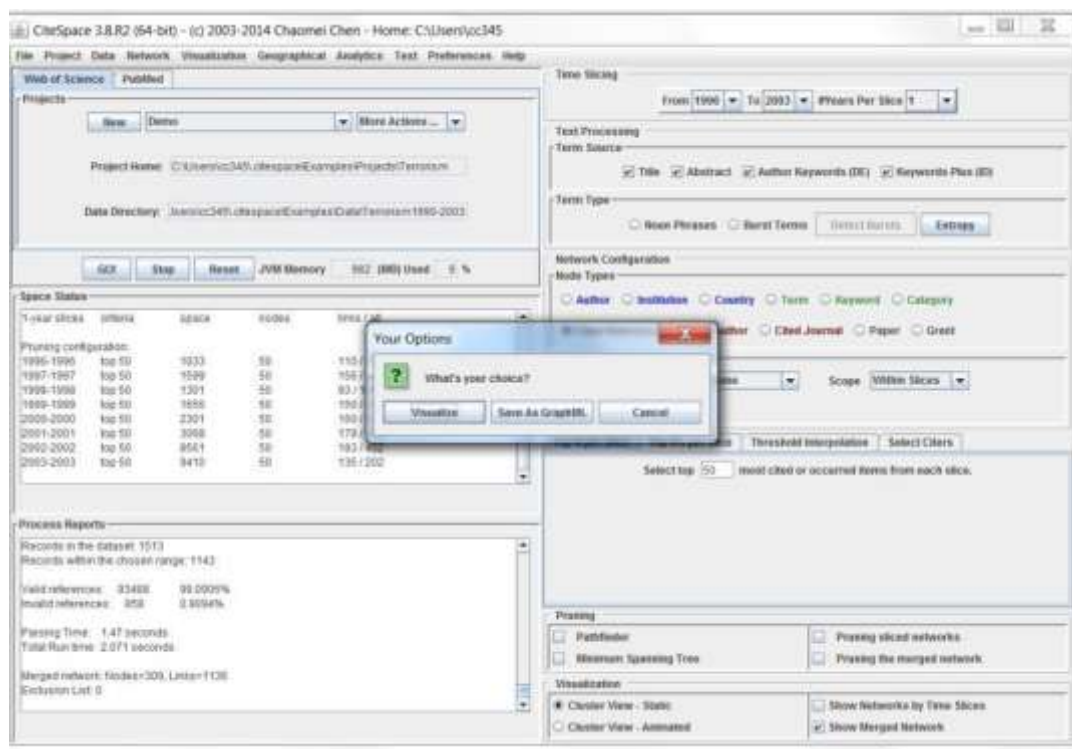 CiteSpace 3.8.R2 (64-bit) - (c) 2003-2014 Chaomei Chen - Home: C:\Users\cc345
File Project Data Network Visualization Geographical Analytics Text Preferences Help
Web of Science PubMed
Projects
New Demo More Actions ...
Project Home: C:\Users\cc345\.citespace\Examples\Projects\Terrorism
Data Directory: .citespace\Examples\Data\Terrorism1990-2003
GO! Stop Reset JVM Memory 982 (MB) Used 6 %
Space Status
1-year slices criteria space nodes links / all
Pruning configuration:
1996-1996 top 50 1033 50
1997-1997 top 50 1599 50
1998-1998 top 50 1301 50
1999-1999 top 50 50
2000-2000 top 50 2301 50
2001-2001 top 50 50
2002-2002 top 50 50
2003-2003 top 50 9410 50 135 / 202
Process Reports
Records in the dataset: 1513
Records within the chosen range: 1143
Valid references:
Invalid references:
Parsing Time: 1.47 seconds
Total Run time: 2.071 seconds
Merged network: Nodes=309, Links=1136
Exclusion List: 0
Time Slicing
From 1996 To 2003 #Years Per Slice 1
Text Processing
Term Source
Title Abstract Author Keywords (DE) Keywords Plus (ID)
Term Type
Noun Phrases Burst Terms Detect Bursts Entropy
Network Configuration
Node Types
Author Institution Country Term Keyword Category
Cited Journal Paper Grant
Scope Within Slices
Threshold Interpolation Select Citers
Select top 50 most cited or occurred items from each slice.
Pruning
Pathfinder Pruning sliced networks
Minimum Spanning Tree Pruning the merged network
Visualization
Cluster View - Static Show Networks by Time Slices
Cluster View - Animated Show Merged Network
Your Options
What's your choice?
Visualize Save As GraphML Cancel